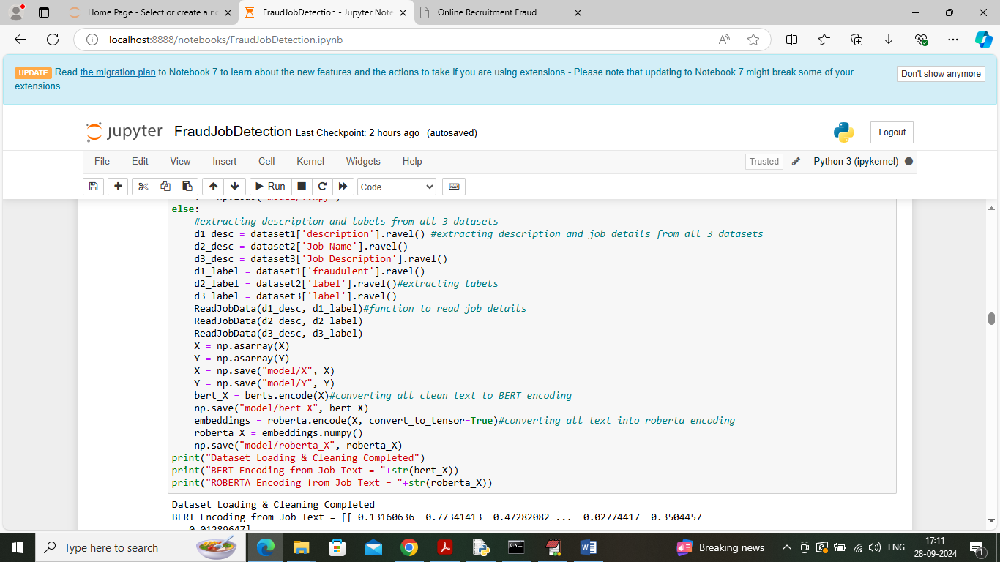 Home Page - Select or create a no
FraudJobDetection - Jupyter Note
Online Recruitment Fraud
localhost:8888/notebooks/FraudJobDetection.ipynb
UPDATE Read the migration plan to Notebook 7 to learn about the new features and the actions to take if you are using extensions - Please note that updating to Notebook 7 might break some of your
extensions.
Don't show anymore
jupyter FraudJobDetection Last Checkpoint: 2 hours ago (autosaved)
Logout
File Edit View Insert Cell Kernel Widgets Help
Trusted
Python 3 (ipykernel)
Run
Code
else:
#extracting description and labels from all 3 datasets
d1_desc = dataset1['description'].ravel() #extracting description and job details from all 3 datasets
d2_desc = dataset2['Job Name'].ravel()
d3_desc = dataset3['Job Description'].ravel()
d1_label = dataset1['fraudulent'].ravel()
d2_label = dataset2['label'].ravel()#extracting labels
d3_label = dataset3['label'].ravel()
ReadJobData(d1_desc, d1_label)#function to read job details
ReadJobData(d2_desc, d2_label)
ReadJobData(d3_desc, d3_label)
X = np.asarray(X)
Y = np.asarray(Y)
X = np.save("model/X", X)
Y = np.save("model/Y", Y)
bert_X = berts.encode(X)#converting all clean text to BERT encoding
np.save("model/bert_X", bert_X)
embeddings = roberta.encode(X, convert_to_tensor=True)#converting all text into roberta encoding
roberta_X = embeddings.numpy()
np.save("model/roberta_X", roberta_X)
print("Dataset Loading & Cleaning Completed")
print("BERT Encoding from Job Text = "+str(bert_X))
print("ROBERTA Encoding from Job Text = "+str(roberta_X))
Dataset Loading & Cleaning Completed
BERT Encoding from Job Text = [[ 0.13160636 0.77341413 0.47282082 ... 0.02774417 0.3504457
Type here to search
Breaking news
ENG
17:11
28-09-2024
1